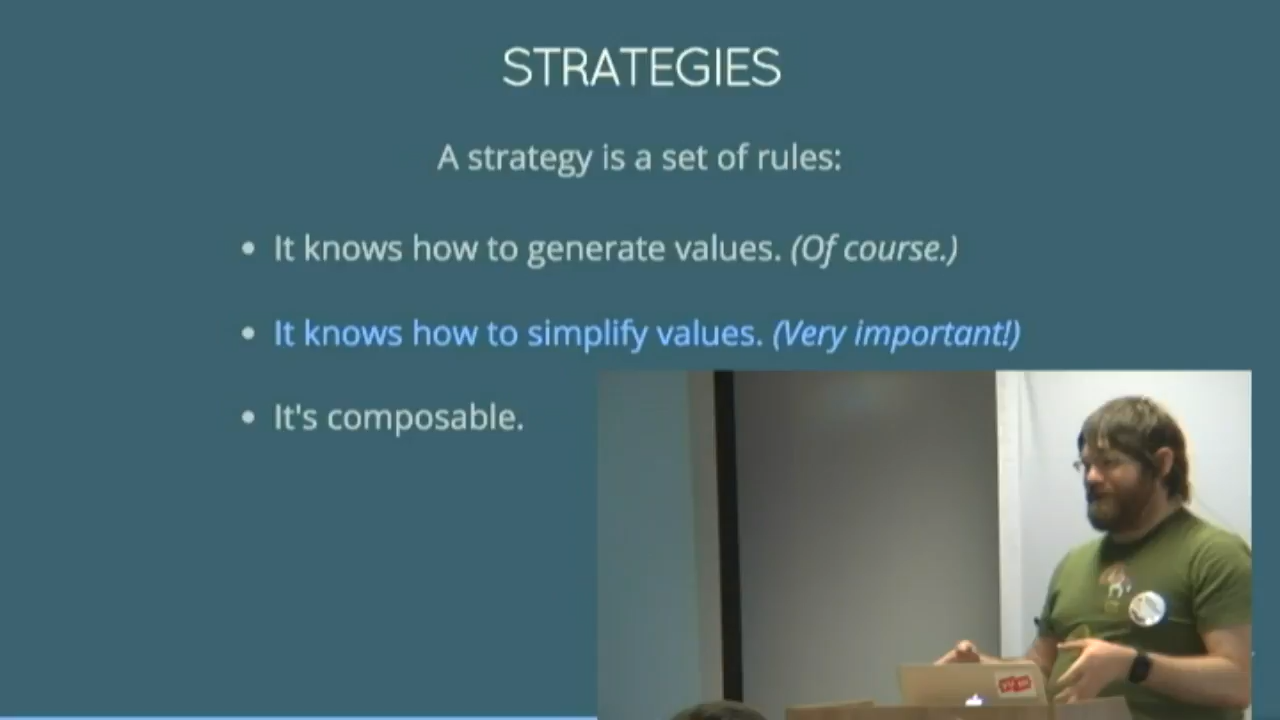 STRATEGIES
A strategy is a set of rules:
It knows how to generate values. (Of course.)
It knows how to simplify values. (Very important!)
It's composable.